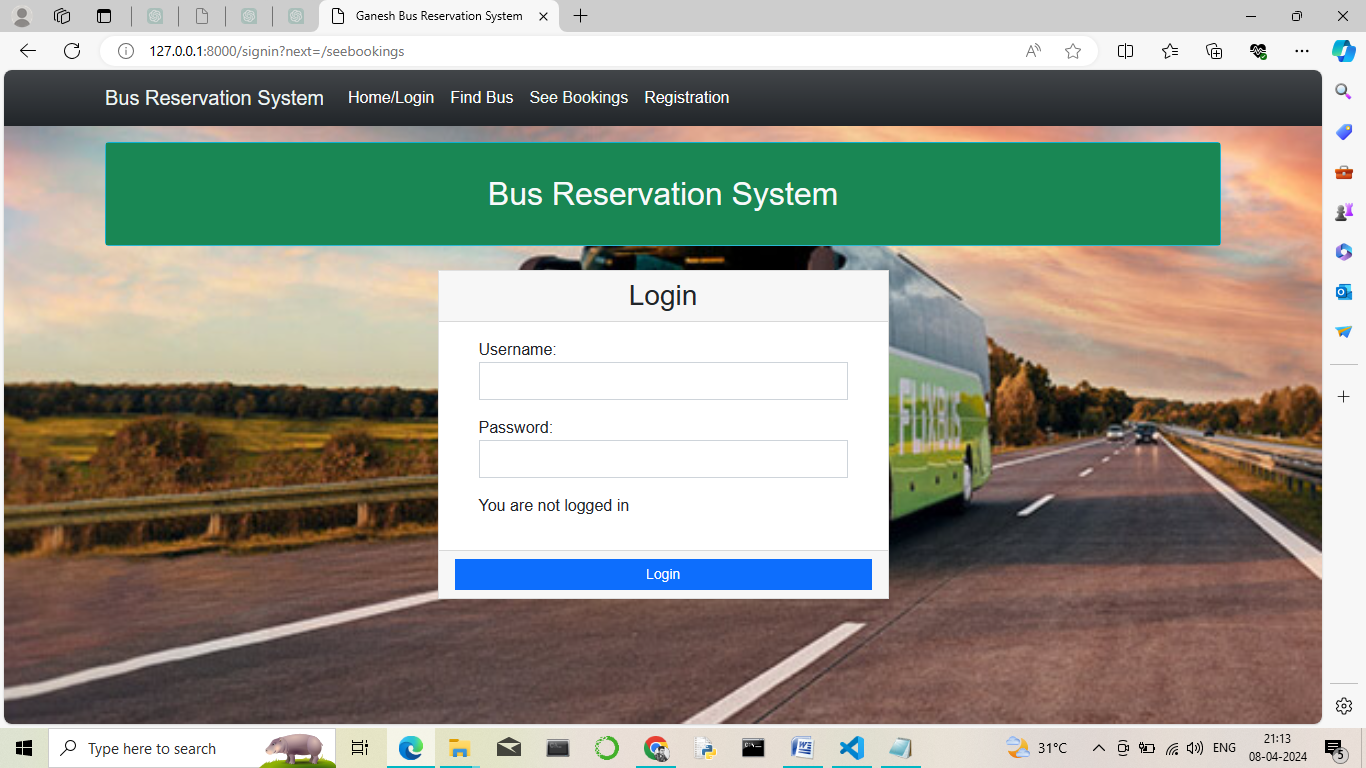 Ganesh Bus Reservation System
127.0.0.1:8000/signin?next=/seebookings
Bus Reservation System Home/Login Find Bus See Bookings Registration
Bus Reservation System
Login
Username:
FLIXBUS
Password:
You are not logged in
Login
Type here to search
31°C
ENG
21:13
08-04-2024
5